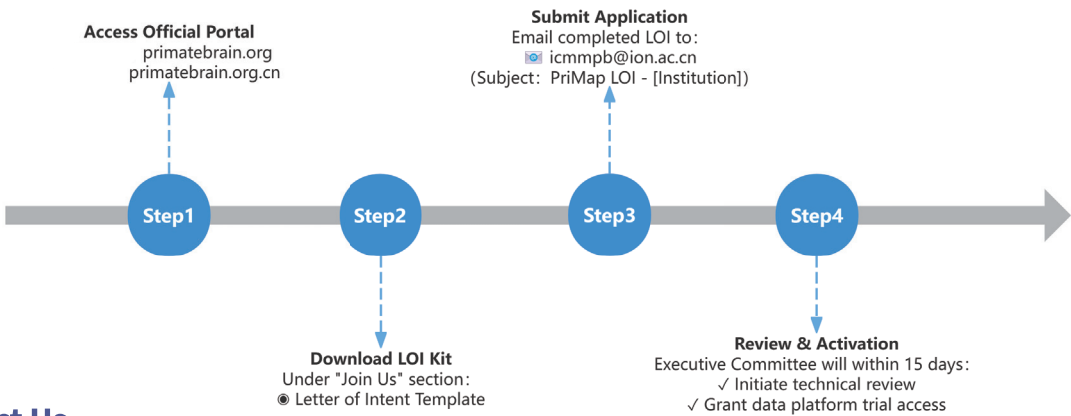 Access Official Portal
primatebrain.org
primatebrain.org.cn
Submit Application
Email completed LOI to:
icmmpb@ion.ac.cn
(Subject: PriMap LOI - [Institution])
Step1
Step2
Step3
Step4
Download LOI Kit
Under "Join Us" section:
◉ Letter of Intent Template
Review & Activation
Executive Committee will within 15 days:
✓ Initiate technical review
✓ Grant data platform trial access